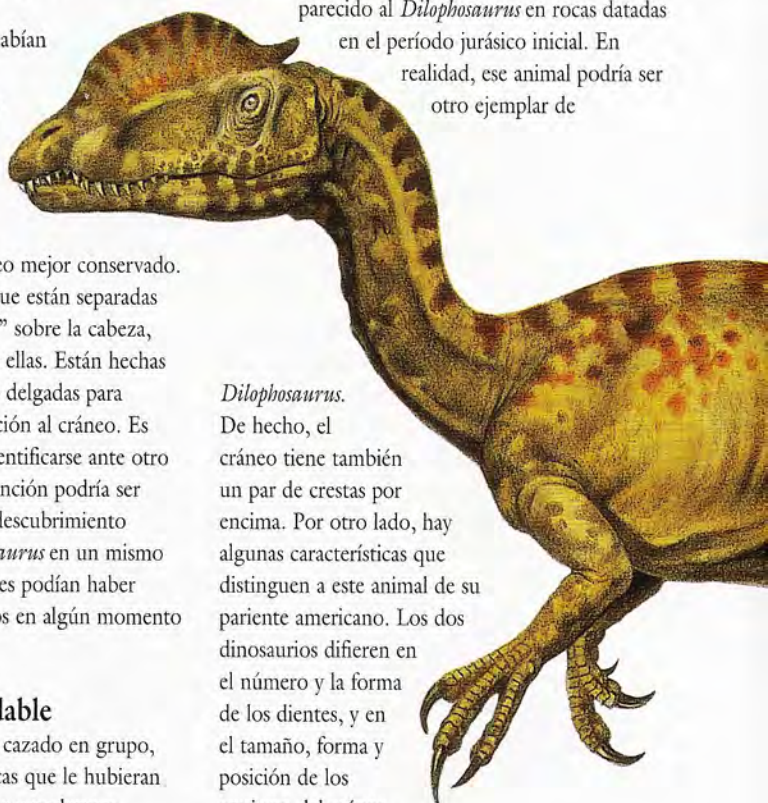 abían
eo mejor conservado.
ue están separadas
” sobre la cabeza,
ellas. Están hechas
delgadas para
ción al cráneo. Es
entificarse ante otro
nción podría ser
descubrimiento
aurus en un mismo
es podían haber
os en algún momento
lable
cazado en grupo,
cas que le hubieran
parecido al Dilophosaurus en rocas datadas
en el período jurásico inicial. En
realidad, ese animal podría ser
otro ejemplar de
Dilophosaurus.
De hecho, el
cráneo tiene también
un par de crestas por
encima. Por otro lado, hay
algunas características que
distinguen a este animal de su
pariente americano. Los dos
dinosaurios difieren en
el número y la forma
de los dientes, y en
el tamaño, forma y
posición de los